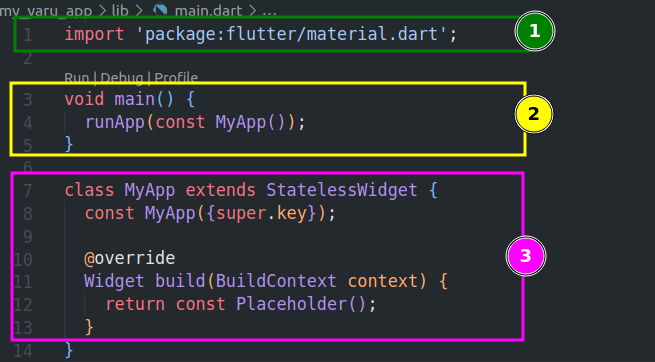 my_varu_app > lib > main.dart > ...
1 import 'package:flutter/material.dart'; 1
2
Run | Debug | Profile
3 void main() { 
4 runApp(const MyApp()); 2
5 }
6
7 class MyApp extends StatelessWidget {
8 const MyApp({super.key});
9
10 @override 3
11 Widget build(BuildContext context) {
12 return const Placeholder();
13 }
14 }